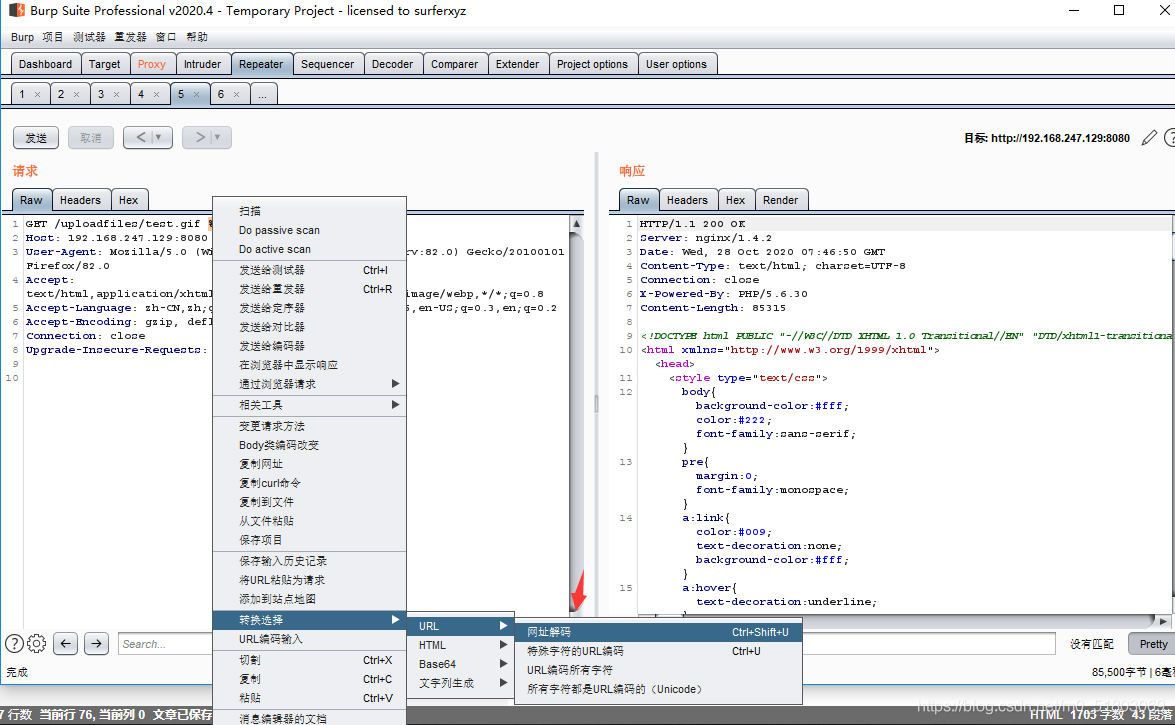 Burp Suite Professional v2020.4 - Temporary Project - licensed to surferxyz
Burp 项目 测试器 重发器 窗口 帮助
Dashboard Target Proxy Intruder Repeater Sequencer Decoder Comparer Extender Project options User options
1 × 2 × 3 × 4 × 5 × 6 × ...
发送 取消 < >
目标: http://192.168.247.129:8080
请求
Raw Headers Hex
1 GET /uploadfiles/test.gif
2 Host: 192.168.247.129:8080
3 User-Agent: Mozilla/5.0 (Wi rv:82.0) Gecko/20100101
Firefox/82.0
4 Accept:
text/html,application/xhtml image/webp,*/*;q=0.8
5 Accept-Language: zh-CN,zh;q ,en-US;q=0.3,en;q=0.2
6 Accept-Encoding: gzip, defl
7 Connection: close
8 Upgrade-Insecure-Requests:
9
10
扫描
Do passive scan
Do active scan
发送给测试器 Ctrl+I
发送给重发器 Ctrl+R
发送给定序器
发送给对比器
发送给编码器
在浏览器中显示响应
通过浏览器请求
相关工具
变更请求方法
Body类编码改变
复制网址
复制curl命令
复制到文件
从文件粘贴
保存项目
保存输入历史记录
将URL粘贴为请求
添加到站点地图
转换选择
URL编码输入
切割 Ctrl+X
复制 Ctrl+C
粘贴 Ctrl+V
消息编辑器的文档
URL
HTML
Base64
文字列生成
网址解码 Ctrl+Shift+U
特殊字符的URL编码 Ctrl+U
URL编码所有字符
所有字符都是URL编码的（Unicode）
响应
Raw Headers Hex Render
1 HTTP/1.1 200 OK
2 Server: nginx/1.4.2
3 Date: Wed, 28 Oct 2020 07:46:50 GMT
4 Content-Type: text/html; charset=UTF-8
5 Connection: close
6 X-Powered-By: PHP/5.6.30
7 Content-Length: 85315
8
9 <!DOCTYPE html PUBLIC "-//W3C//DTD XHTML 1.0 Transitional//EN" "DTD/xhtml1-transitiona
10 <html xmlns="http://www.w3.org/1999/xhtml">
<head>
11 <style type="text/css">
12 body{
background-color:#fff;
color:#222;
font-family:sans-serif;
}
13 pre{
margin:0;
font-family:monospace;
}
14 a:link{
color:#009;
text-decoration:none;
background-color:#fff;
}
15 a:hover{
text-decoration:underline;
Search...
没有匹配 Pretty
完成
85,500字节 | 6毫
7 行数 当前行 76, 当前列 0 文章已保存
HTML 1703 字数 43 段落